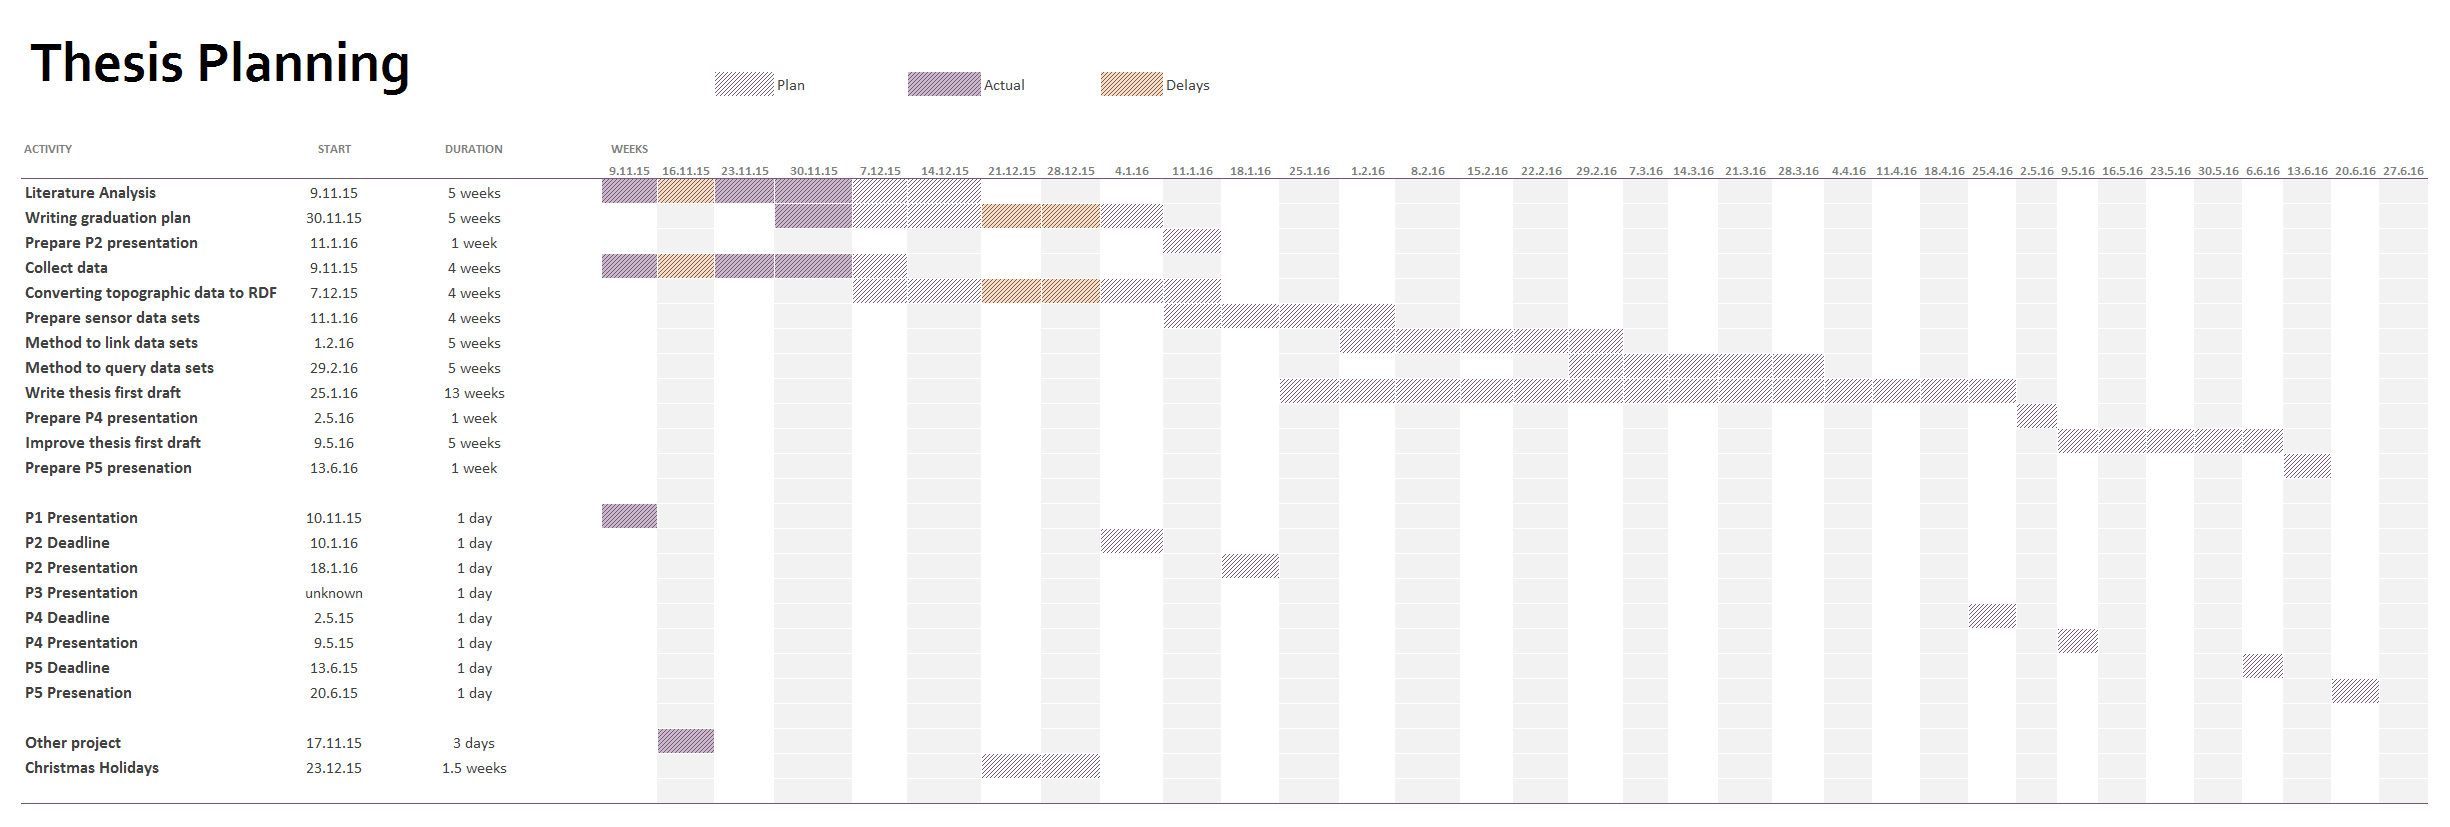 Thesis Planning
Plan Actual Delays
ACTIVITY START DURATION WEEKS
9.11.15 16.11.15 23.11.15 30.11.15 7.12.15 14.12.15 21.12.15 28.12.15 4.1.16 11.1.16 18.1.16 25.1.16 1.2.16 8.2.16 15.2.16 22.2.16 29.2.16 7.3.16 14.3.16 21.3.16 28.3.16 4.4.16 11.4.16 18.4.16 25.4.16 2.5.16 9.5.16 16.5.16 23.5.16 30.5.16 6.6.16 13.6.16 20.6.16 27.6.16
Literature Analysis 9.11.15 5 weeks
Writing graduation plan 30.11.15 5 weeks
Prepare P2 presentation 11.1.16 1 week
Collect data 9.11.15 4 weeks
Converting topographic data to RDF 7.12.15 4 weeks
Prepare sensor data sets 11.1.16 4 weeks
Method to link data sets 1.2.16 5 weeks
Method to query data sets 29.2.16 5 weeks
Write thesis first draft 25.1.16 13 weeks
Prepare P4 presentation 2.5.16 1 week
Improve thesis first draft 9.5.16 5 weeks
Prepare P5 presenation 13.6.16 1 week
P1 Presentation 10.11.15 1 day
P2 Deadline 10.1.16 1 day
P2 Presentation 18.1.16 1 day
P3 Presentation unknown 1 day
P4 Deadline 2.5.15 1 day
P4 Presentation 9.5.15 1 day
P5 Deadline 13.6.15 1 day
P5 Presenation 20.6.15 1 day
Other project 17.11.15 3 days
Christmas Holidays 23.12.15 1.5 weeks